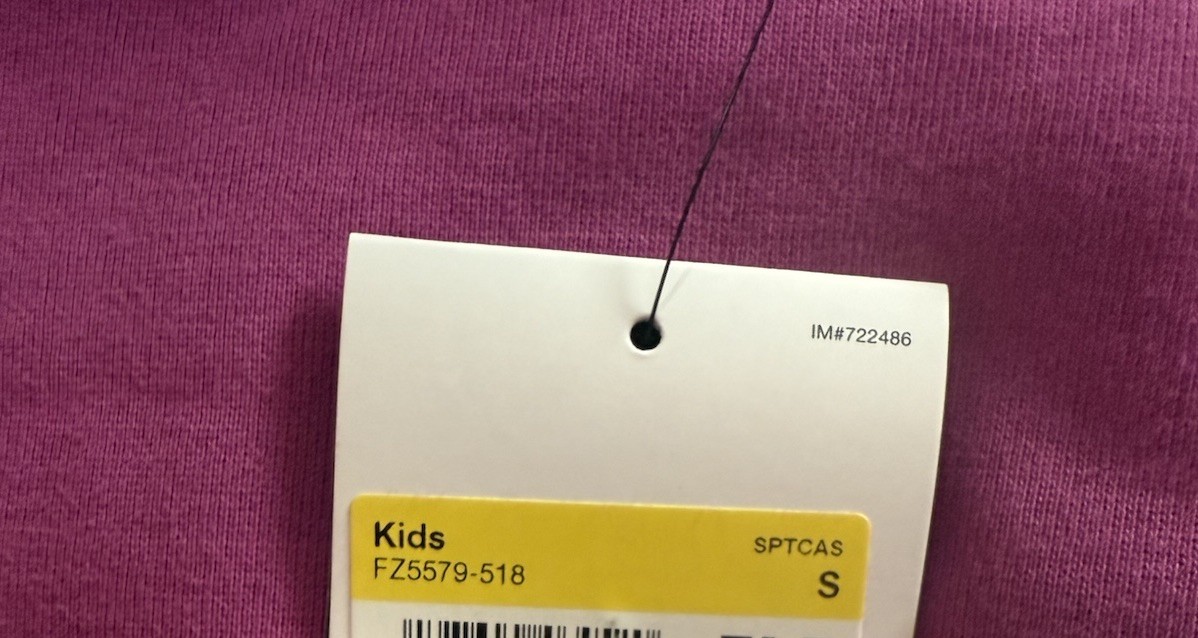 IM#722486
Kids
SPTCAS
FZ5579-518
S